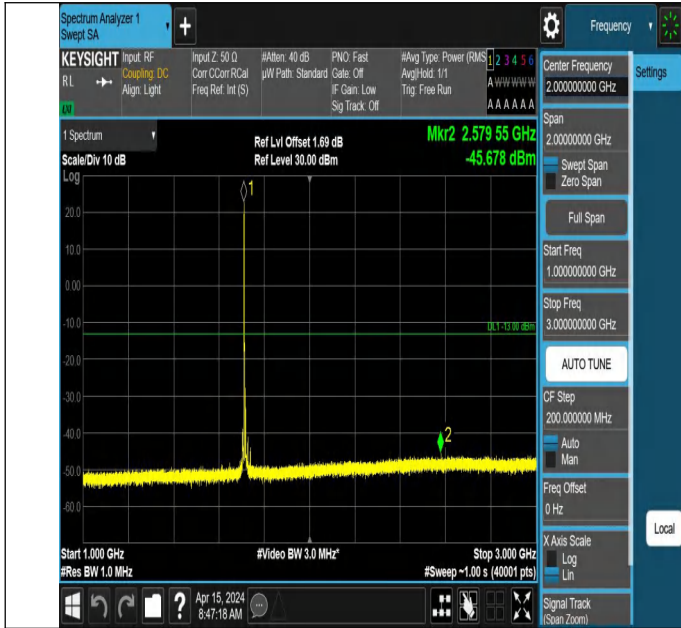 Spectrum Analyzer 1
Swept SA
+
Frequency
KEYSIGHT
RL
LXI
Input: RF
Coupling: DC
Align: Light
Input Z: 50 Ω
Corr CCorr RCal
Freq Ref: Int (S)
#Atten: 40 dB
µW Path: Standard
PNO: Fast
Gate: Off
IF Gain: Low
Sig Track: Off
#Avg Type: Power (RMS
Avg|Hold: 1/1
Trig: Free Run
1 2 3 4 5 6
A W W W W W
A A A A A A
Center Frequency
2.000000000 GHz
Settings
1 Spectrum
Scale/Div 10 dB
Log
Ref Lvl Offset 1.69 dB
Ref Level 30.00 dBm
Mkr2 2.579 55 GHz
-45.678 dBm
Span
2.00000000 GHz
Swept Span
Zero Span
Full Span
Start Freq
1.000000000 GHz
Stop Freq
3.000000000 GHz
AUTO TUNE
CF Step
200.000000 MHz
Auto
Man
Freq Offset
0 Hz
X Axis Scale
Log
Lin
Signal Track
(Span Zoom)
Local
1
20.0
10.0
0.00
-10.0
DL1 -13.00 dBm
-20.0
-30.0
-40.0
2
-50.0
-60.0
Start 1.000 GHz
#Res BW 1.0 MHz
#Video BW 3.0 MHz*
Stop 3.000 GHz
#Sweep ~1.00 s (40001 pts)
?
Apr 15, 2024
8:47:18 AM